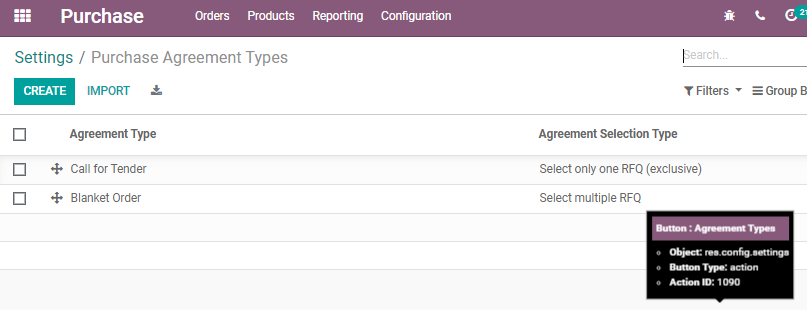 Purchase Orders Products Reporting Configuration 21
Settings / Purchase Agreement Types
Search...
CREATE IMPORT
Filters Group B
Agreement Type Agreement Selection Type
Call for Tender Select only one RFQ (exclusive)
Blanket Order Select multiple RFQ
Button : Agreement Types
Object: res.config.settings
Button Type: action
Action ID: 1090